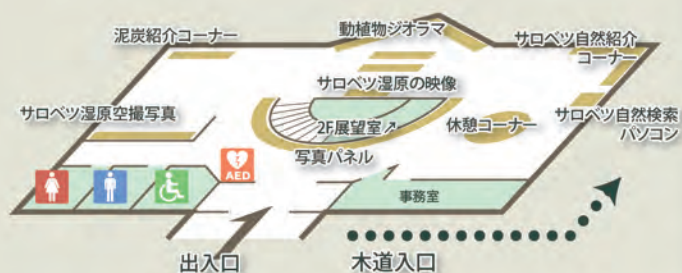 泥炭紹介コーナー
動植物ジオラマ
サロベツ自然紹介
コーナー
サロベツ湿原の映像
サロベツ湿原空撮写真
2F展望室↗
休憩コーナー
サロベツ自然検索
パソコン
写真パネル
AED
事務室
出入口
木道入口